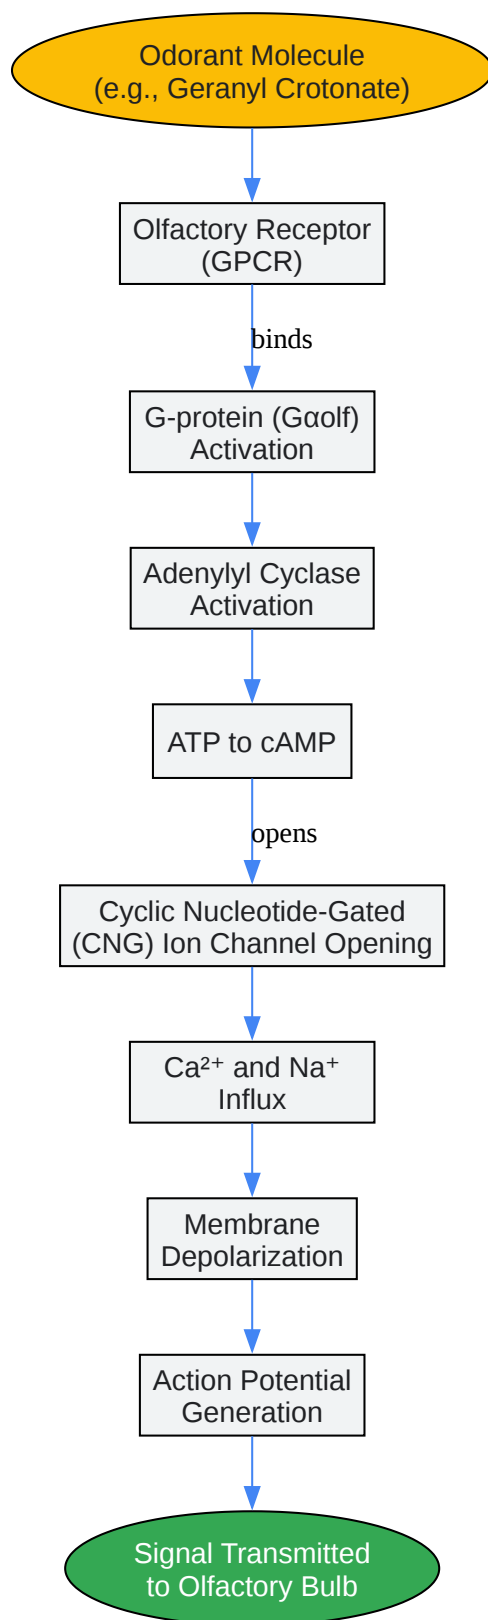 Odorant Molecule
(e.g., Geranyl Crotonate)
Olfactory Receptor
(GPCR)
binds
G-protein (Gαolf)
Activation
Adenylyl Cyclase
Activation
ATP to cAMP
opens
Cyclic Nucleotide-Gated
(CNG) Ion Channel Opening
Ca²⁺ and Na⁺
Influx
Membrane
Depolarization
Action Potential
Generation
Signal Transmitted
to Olfactory Bulb